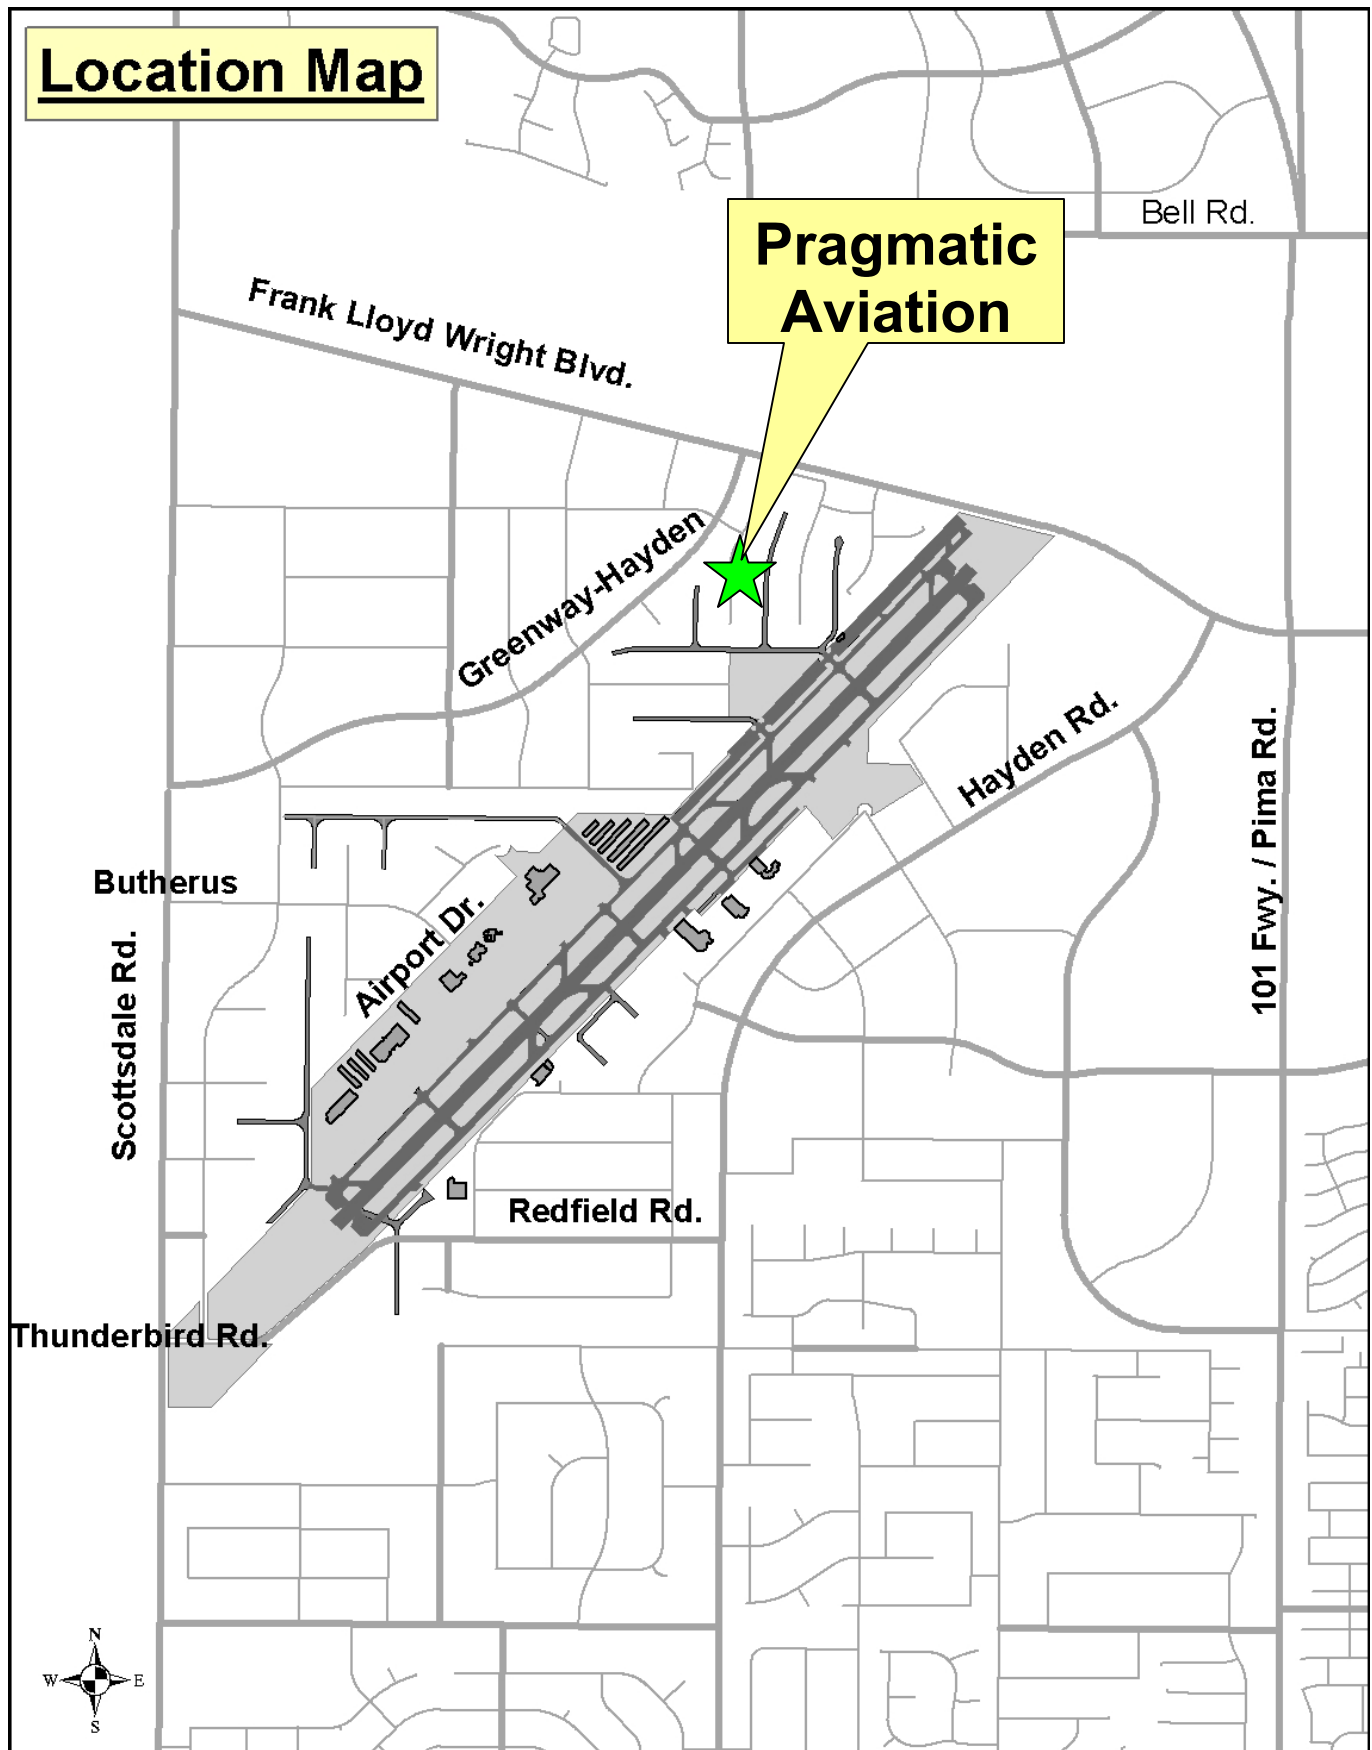 Location Map
Bell Rd.
Pragmatic
Aviation
Frank Lloyd Wright Blvd.
Greenway-Hayden
Hayden Rd.
101 Fwy. / Pima Rd.
Butherus
Airport Dr.
Scottsdale Rd.
Redfield Rd.
Thunderbird Rd.
N
W E
S